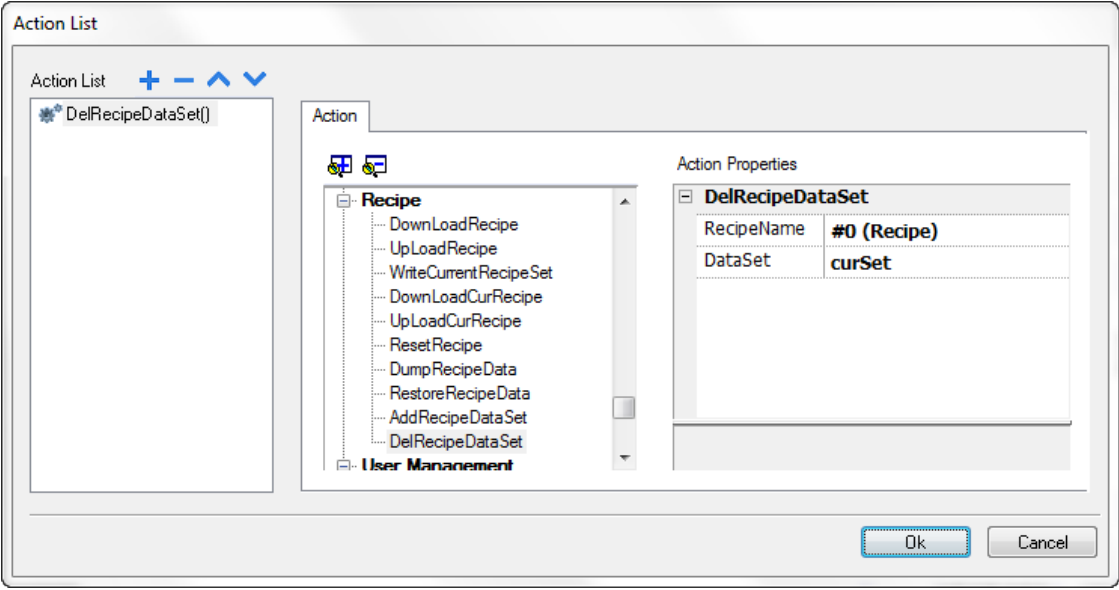 Action List
Action List
DelRecipeDataSet()
Action
Recipe
DownLoadRecipe
UpLoadRecipe
WriteCurrentRecipeSet
DownLoadCurRecipe
UpLoadCurRecipe
ResetRecipe
DumpRecipeData
RestoreRecipeData
AddRecipeDataSet
DelRecipeDataSet
User Management
Action Properties
DelRecipeDataSet
RecipeName #0 (Recipe)
DataSet curSet
Ok Cancel